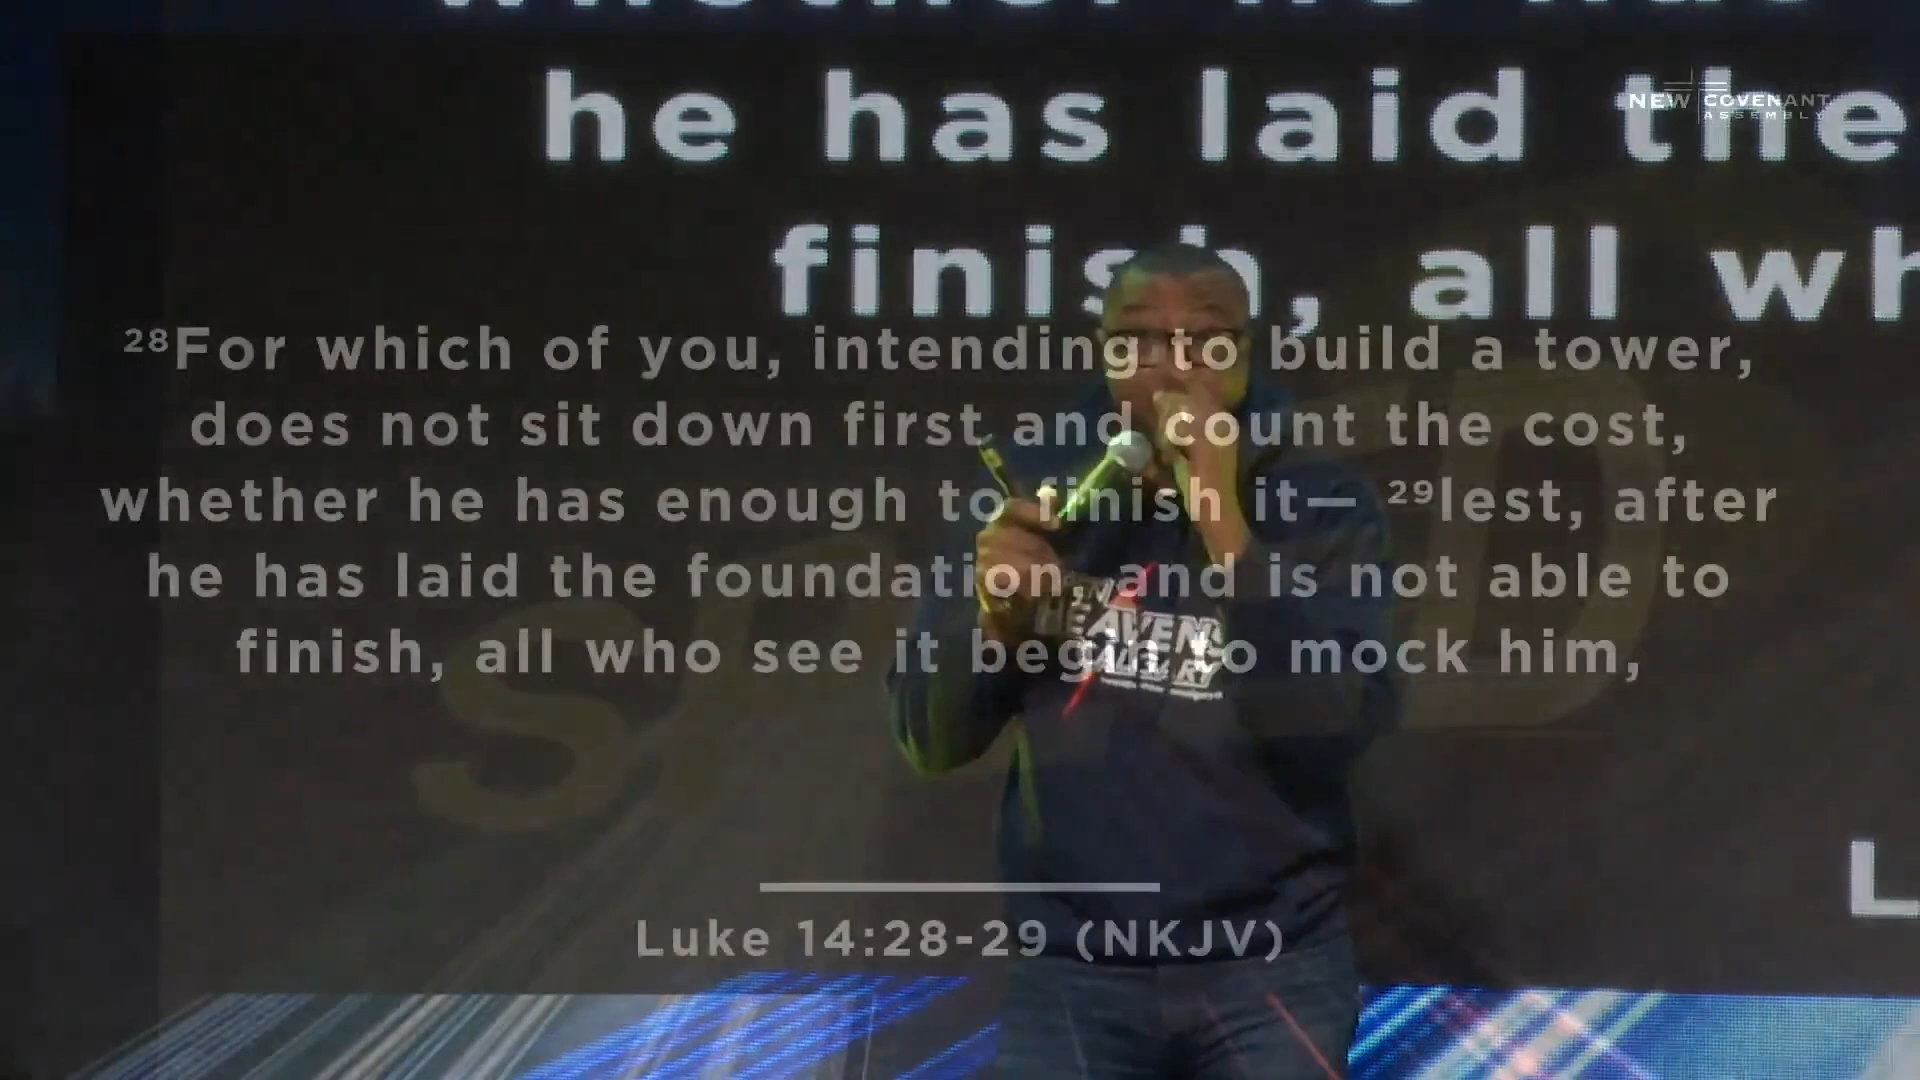 he has laid the
finish, all wh
NEW COVENANT
ASSEMBLY
²⁸For which of you, intending to build a tower,
does not sit down first and count the cost,
whether he has enough to finish it— ²⁹lest, after
he has laid the foundation and is not able to
finish, all who see it begin to mock him,
HEAVENS
CALGARY
Luke 14:28-29 (NKJV)
L